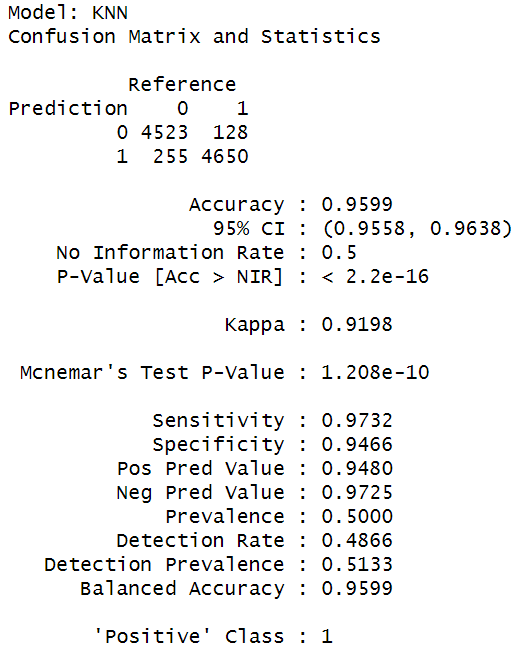 Model: KNN
Confusion Matrix and Statistics
Reference
Prediction 0 1
0 4523 128
1 255 4650
Accuracy : 0.9599
95% CI : (0.9558, 0.9638)
No Information Rate : 0.5
P-Value [Acc > NIR] : < 2.2e-16
Kappa : 0.9198
Mcnemar's Test P-Value : 1.208e-10
Sensitivity : 0.9732
Specificity : 0.9466
Pos Pred Value : 0.9480
Neg Pred Value : 0.9725
Prevalence : 0.5000
Detection Rate : 0.4866
Detection Prevalence : 0.5133
Balanced Accuracy : 0.9599
'Positive' Class : 1